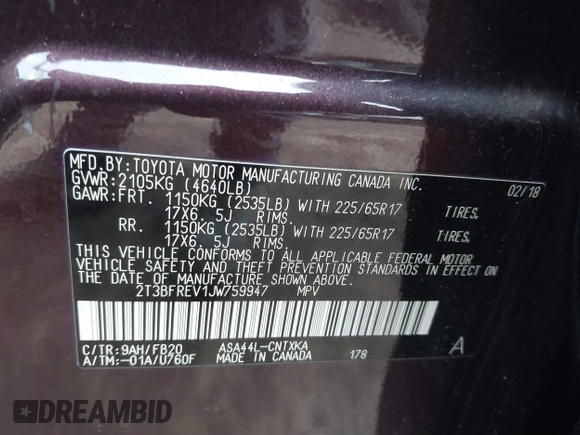 MFD.BY:TOYOTA MOTOR MANUFACTURING CANADA INC.
GVWR:2105KG (4640LB) 02/18
GAWR:FRT. 1150KG (2535LB) WITH 225/65R17 TIRES,
17X6. 5J RIMS.
RR. 1150KG (2535LB) WITH 225/65R17 TIRES,
17X6. 5J RIMS.
THIS VEHICLE CONFORMS TO ALL APPLICABLE FEDERAL MOTOR
VEHICLE SAFETY AND THEFT PREVENTION STANDARDS IN EFFECT ON
THE DATE OF MANUFACTURE SHOWN ABOVE.
2T3BFREV1JW759947 MPV
C/TR:9AH/FB20 ASA44L-CNTXKA
A/TM:-01A/U760F MADE IN CANADA 178 A
DREAMBID